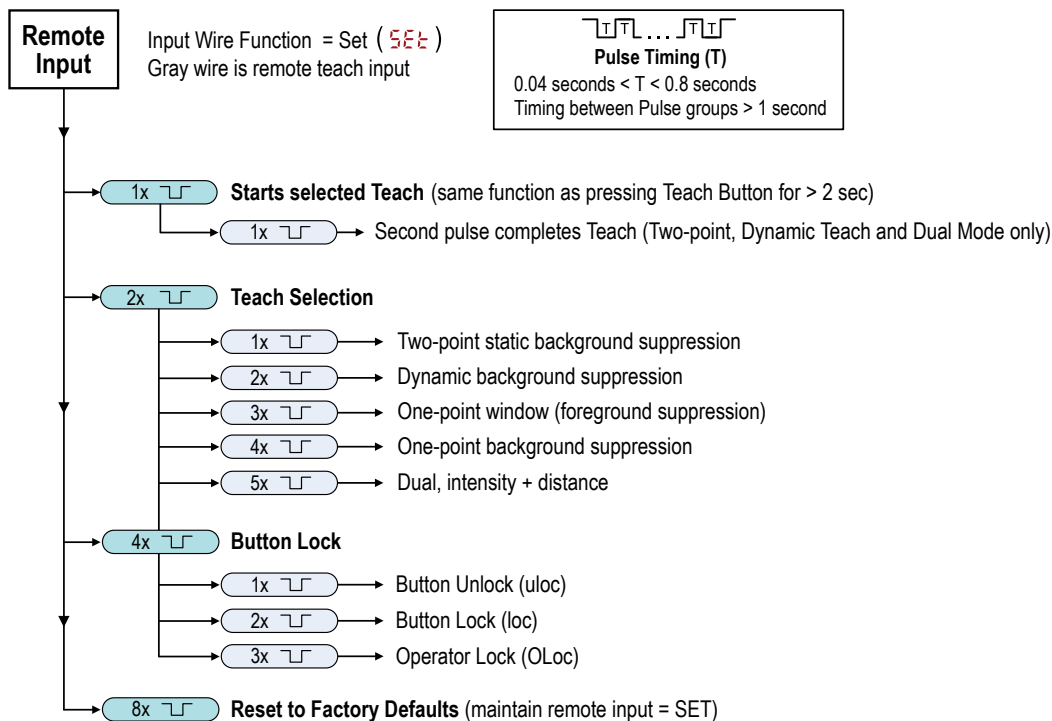 Remote
Input
Input Wire Function = Set ( SEt )
Gray wire is remote teach input
T T . . . T T
Pulse Timing (T)
0.04 seconds < T < 0.8 seconds
Timing between Pulse groups > 1 second
1x Starts selected Teach (same function as pressing Teach Button for > 2 sec)
1x Second pulse completes Teach (Two-point, Dynamic Teach and Dual Mode only)
2x Teach Selection
1x Two-point static background suppression
2x Dynamic background suppression
3x One-point window (foreground suppression)
4x One-point background suppression
5x Dual, intensity + distance
4x Button Lock
1x Button Unlock (uloc)
2x Button Lock (loc)
3x Operator Lock (OLoc)
8x Reset to Factory Defaults (maintain remote input = SET)